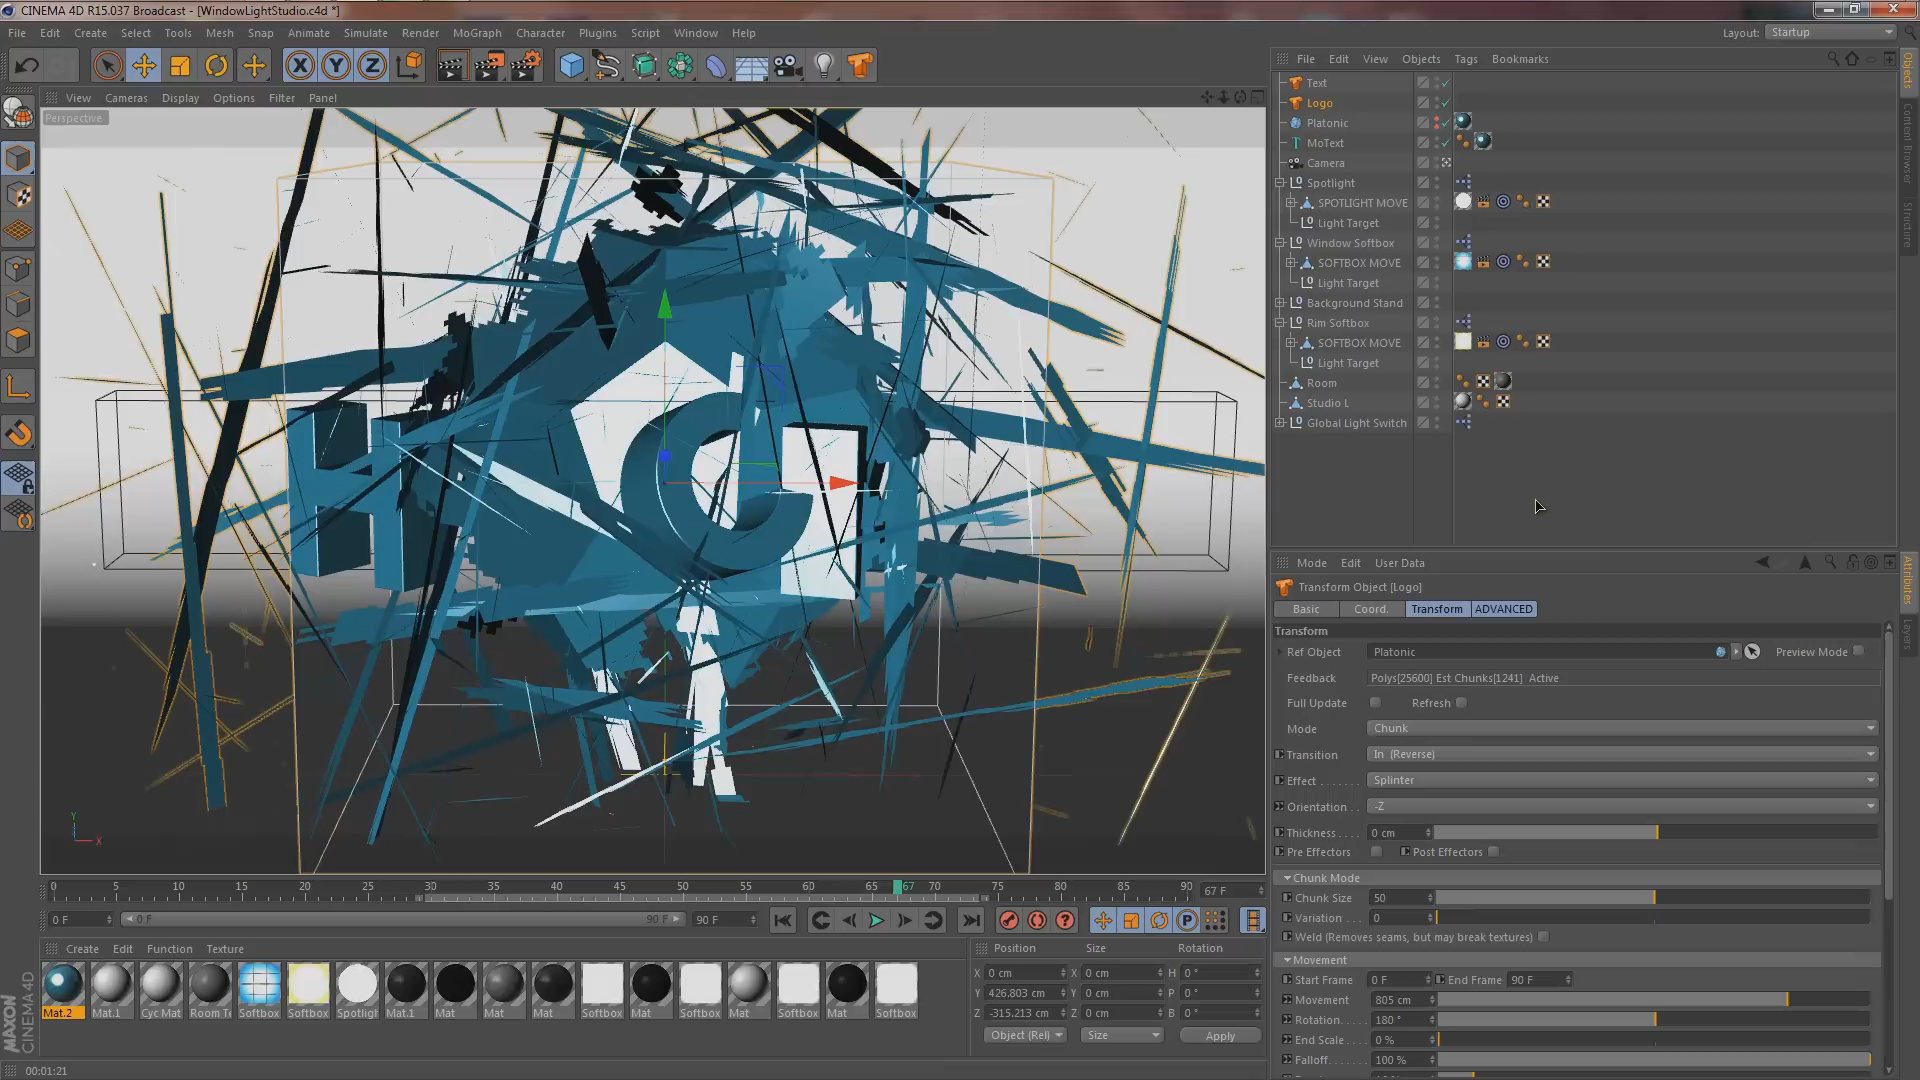 CINEMA 4D R15.037 Broadcast - [WindowLightStudio.c4d *]
File Edit Create Select Tools Mesh Snap Animate Simulate Render MoGraph Character Plugins Script Window Help
Layout: Startup
File Edit View Objects Tags Bookmarks
View Cameras Display Options Filter Panel
Perspective
Text
Logo
Platonic
MoText
Camera
Spotlight
SPOTLIGHT MOVE
Light Target
Window Softbox
SOFTBOX MOVE
Light Target
Background Stand
Rim Softbox
SOFTBOX MOVE
Light Target
Room
Studio L
Global Light Switch
Objects
Content Browser
Structure
Mode Edit User Data
Transform Object [Logo]
Basic Coord. Transform ADVANCED
Transform
Ref Object Platonic Preview Mode
Feedback Polys[25600] Est Chunks[1241] Active
Full Update Refresh
Mode Chunk
Transition In (Reverse)
Effect Splinter
Orientation . . -Z
Thickness . . . . 0 cm
Pre Effectors Post Effectors
Chunk Mode
Chunk Size 50
Variation . . . 0
Weld (Removes seams, but may break textures)
Movement
Start Frame 0 F End Frame 90 F
Movement 805 cm
Rotation. . . 180 °
End Scale. . 0 %
Falloff. . . . . . 100 %
Attributes
Layers
H C
Y
X
0 5 10 15 20 25 30 35 40 45 50 55 60 65 67 70 75 80 85 90 67 F
0 F 0 F 90 F 90 F
Create Edit Function Texture
Mat.2 Mat.1 Cyc Mat Room Te Softbox Softbox Spotligh Mat.1 Mat Mat Mat Softbox Mat Softbox Mat Softbox Mat Softbox
Position Size Rotation
X 0 cm X 0 cm H 0 °
Y 426.803 cm Y 0 cm P 0 °
Z -315.213 cm Z 0 cm B 0 °
Object (Rel) Size Apply
MAXON
CINEMA 4D
00:01:21